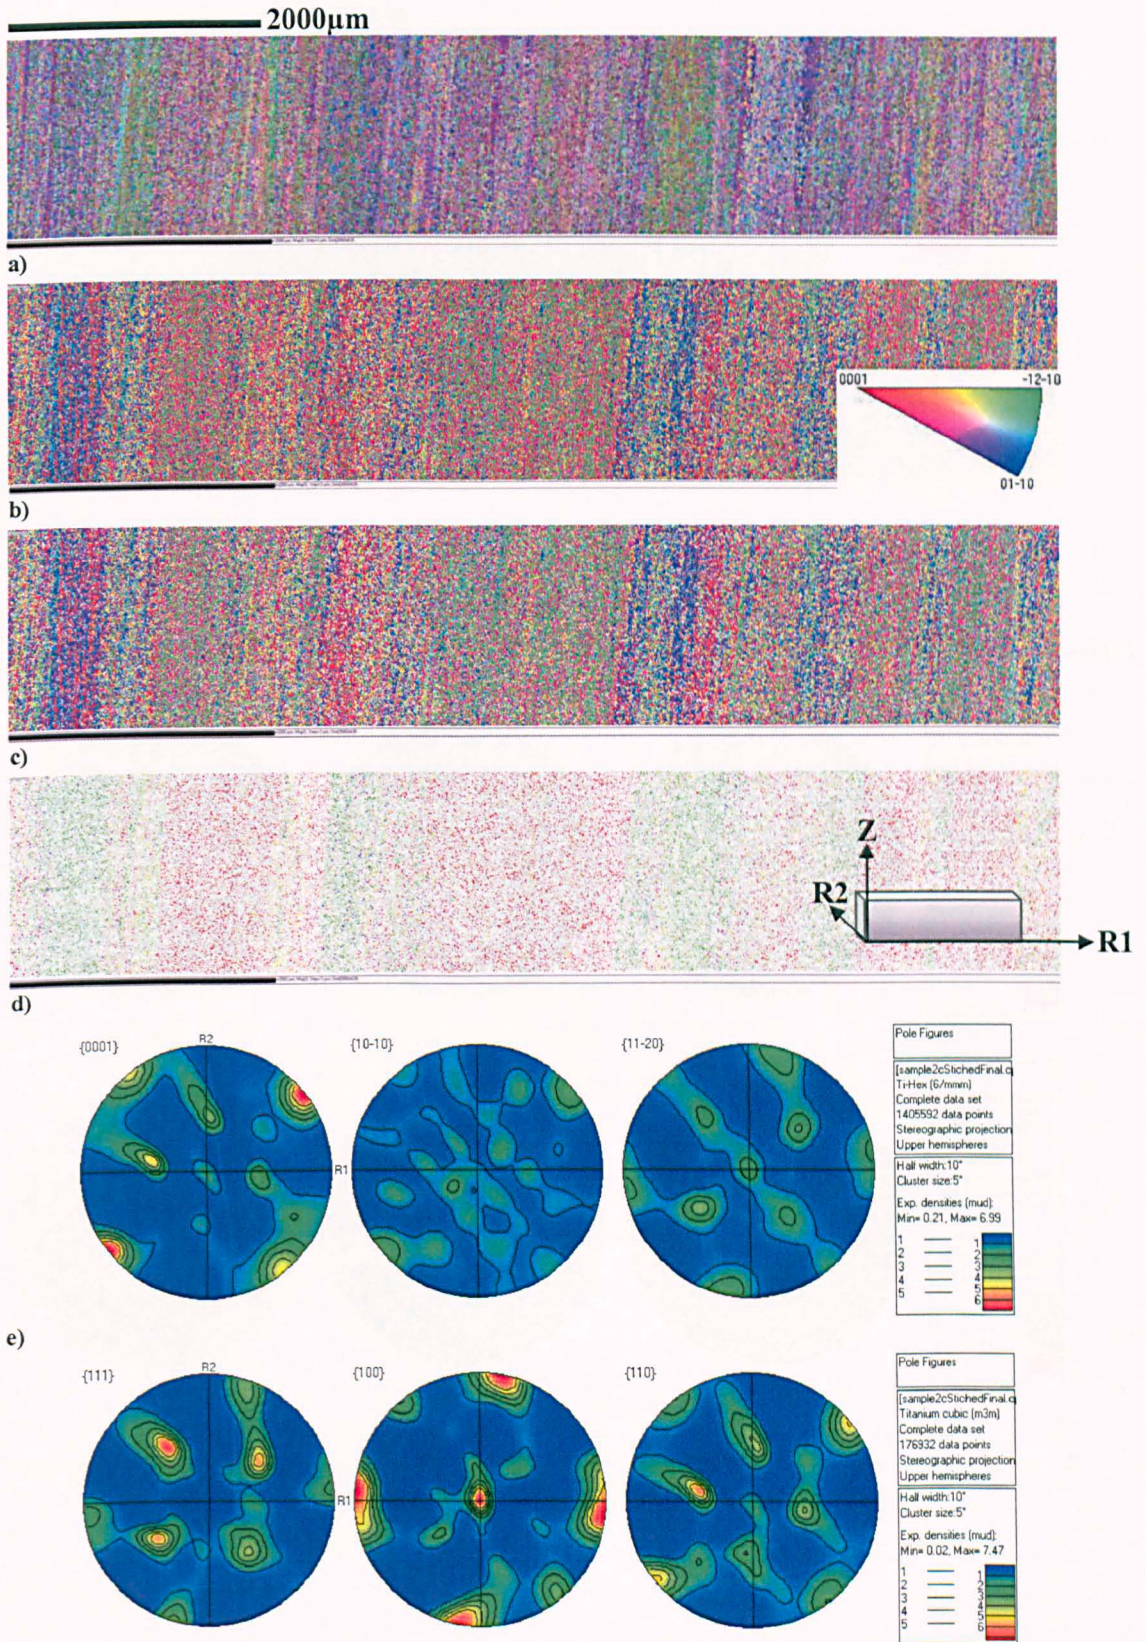 2000µm
a)
0001
-12-10
01-10
b)
c)
Z
R2
R1
d)
{0001}
R2
R1
{10-10}
{11-20}
Pole Figures
[sample2cStichedFinal.c
Ti-Hex (6/mmm)
Complete data set
1405592 data points
Stereographic projection
Upper hemispheres
Half width:10°
Cluster size:5°
Exp. densities (mud):
Min= 0.21, Max= 6.99
1
2
3
4
5
1
2
3
4
5
6
e)
{111}
R2
R1
{100}
{110}
Pole Figures
[sample2cStichedFinal.c
Titanium cubic (m3m)
Complete data set
176932 data points
Stereographic projection
Upper hemispheres
Half width:10°
Cluster size:5°
Exp. densities (mud):
Min= 0.02, Max= 7.47
1
2
3
4
5
1
2
3
4
5
6